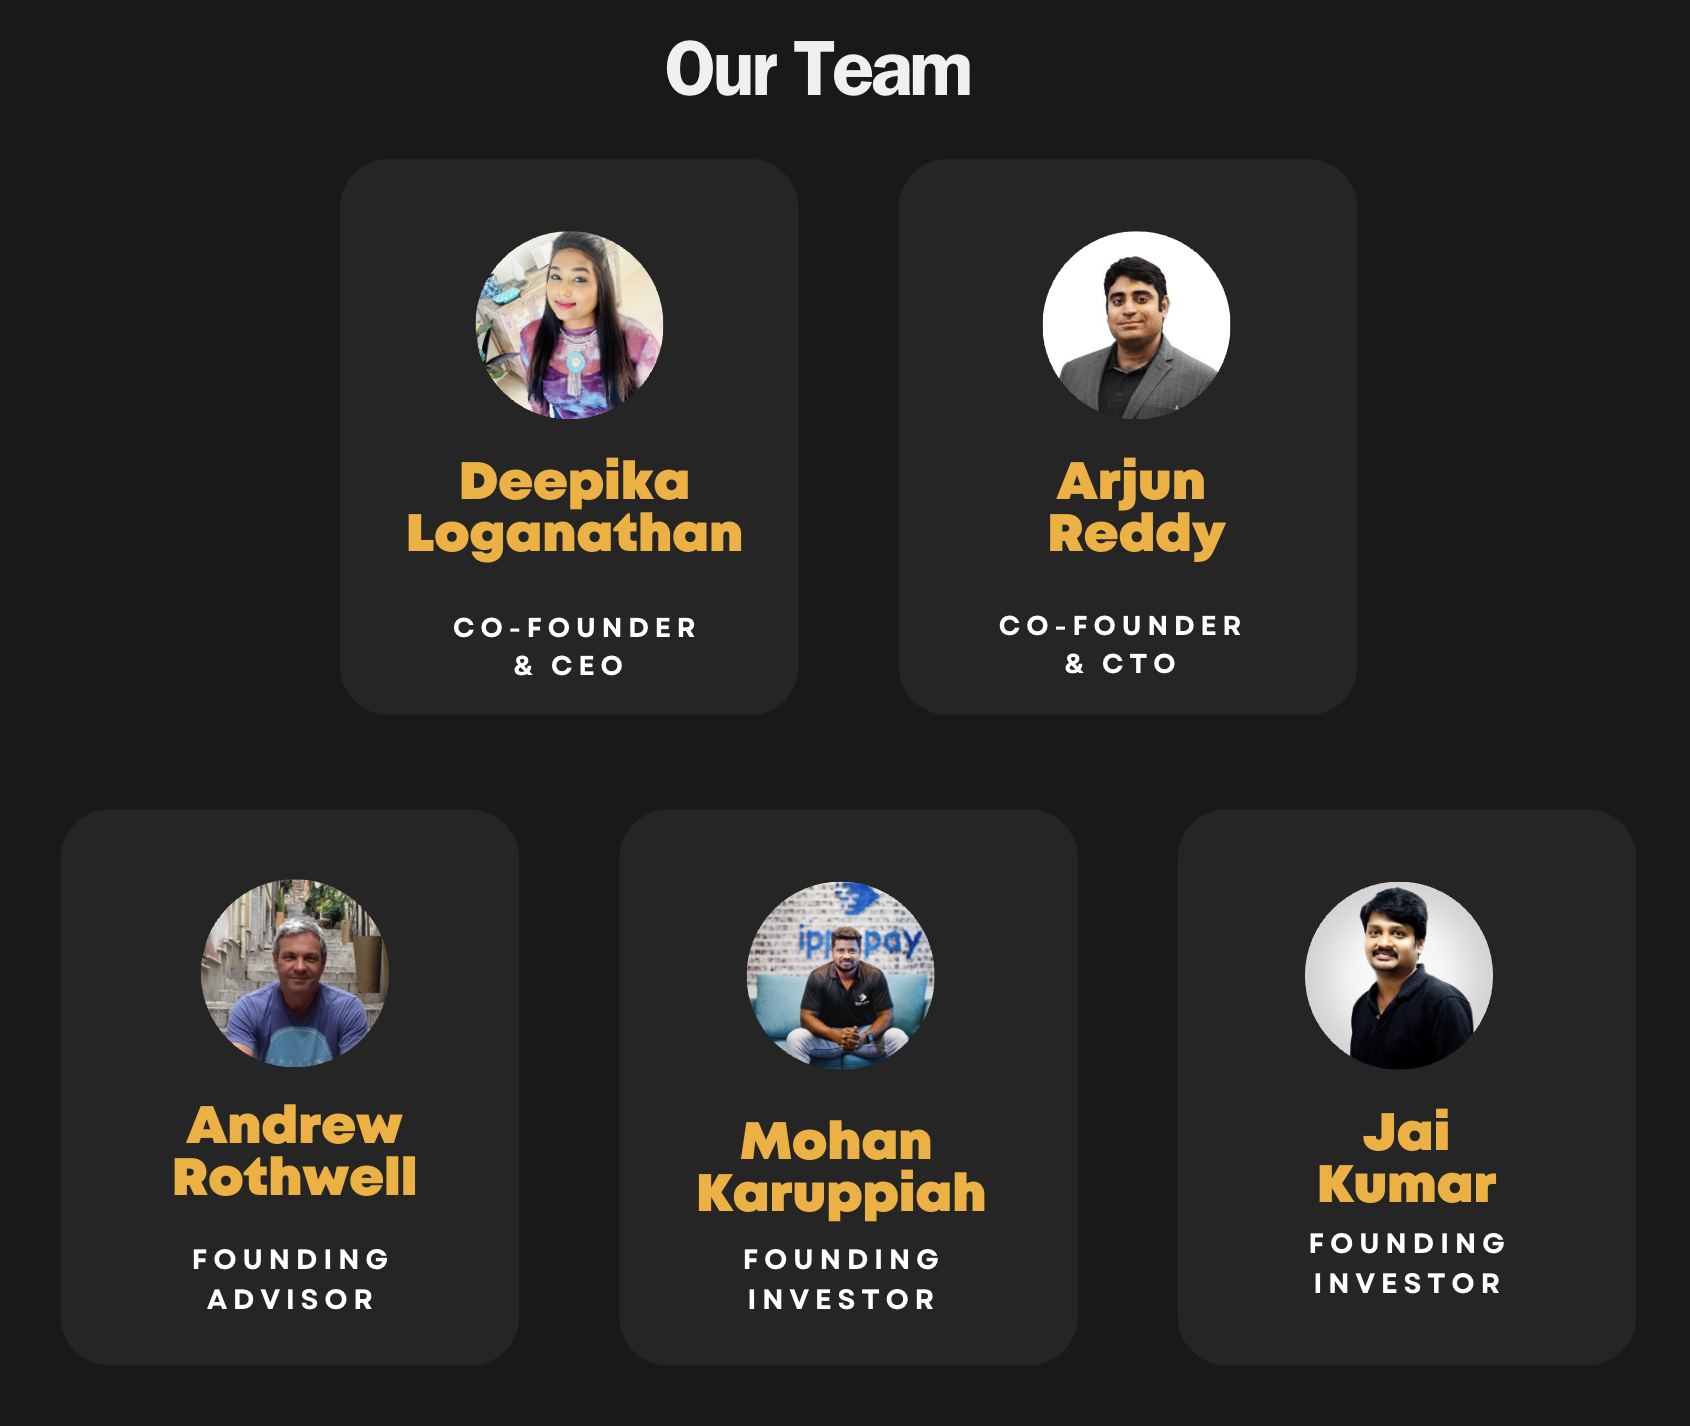 Our Team
Deepika
Loganathan
CO-FOUNDER
& CEO
Arjun
Reddy
CO-FOUNDER
& CTO
Andrew
Rothwell
FOUNDING
ADVISOR
pay
Mohan
Karuppiah
FOUNDING
INVESTOR
Jai
Kumar
FOUNDING
INVESTOR